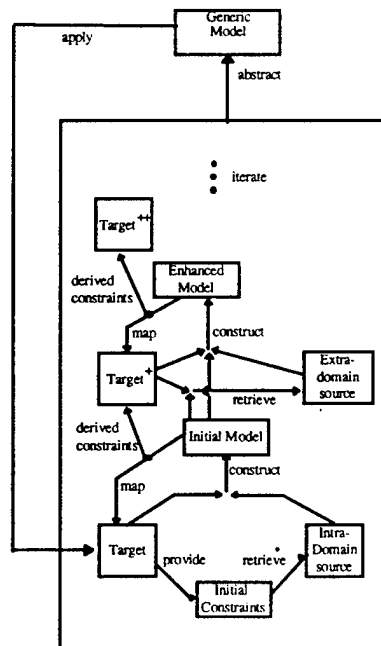 Generic
Model
apply
abstract
iterate
Target ++
derived
constraints
Enhanced
Model
map
construct
Target +
Extra-
domain
source
retrieve
derived
constraints
Initial Model
map
construct
Target
provide
retrieve
Intra-
Domain
source
Initial
Constraints